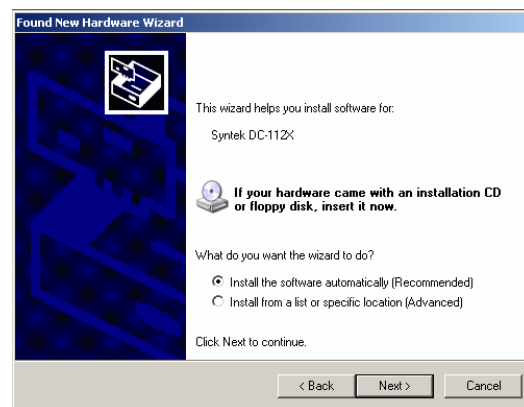 Found New Hardware Wizard
This wizard helps you install software for:
Syntek DC-112X
If your hardware came with an installation CD
or floppy disk, insert it now.
What do you want the wizard to do?
Install the software automatically (Recommended)
Install from a list or specific location (Advanced)
Click Next to continue.
< Back
Next >
Cancel